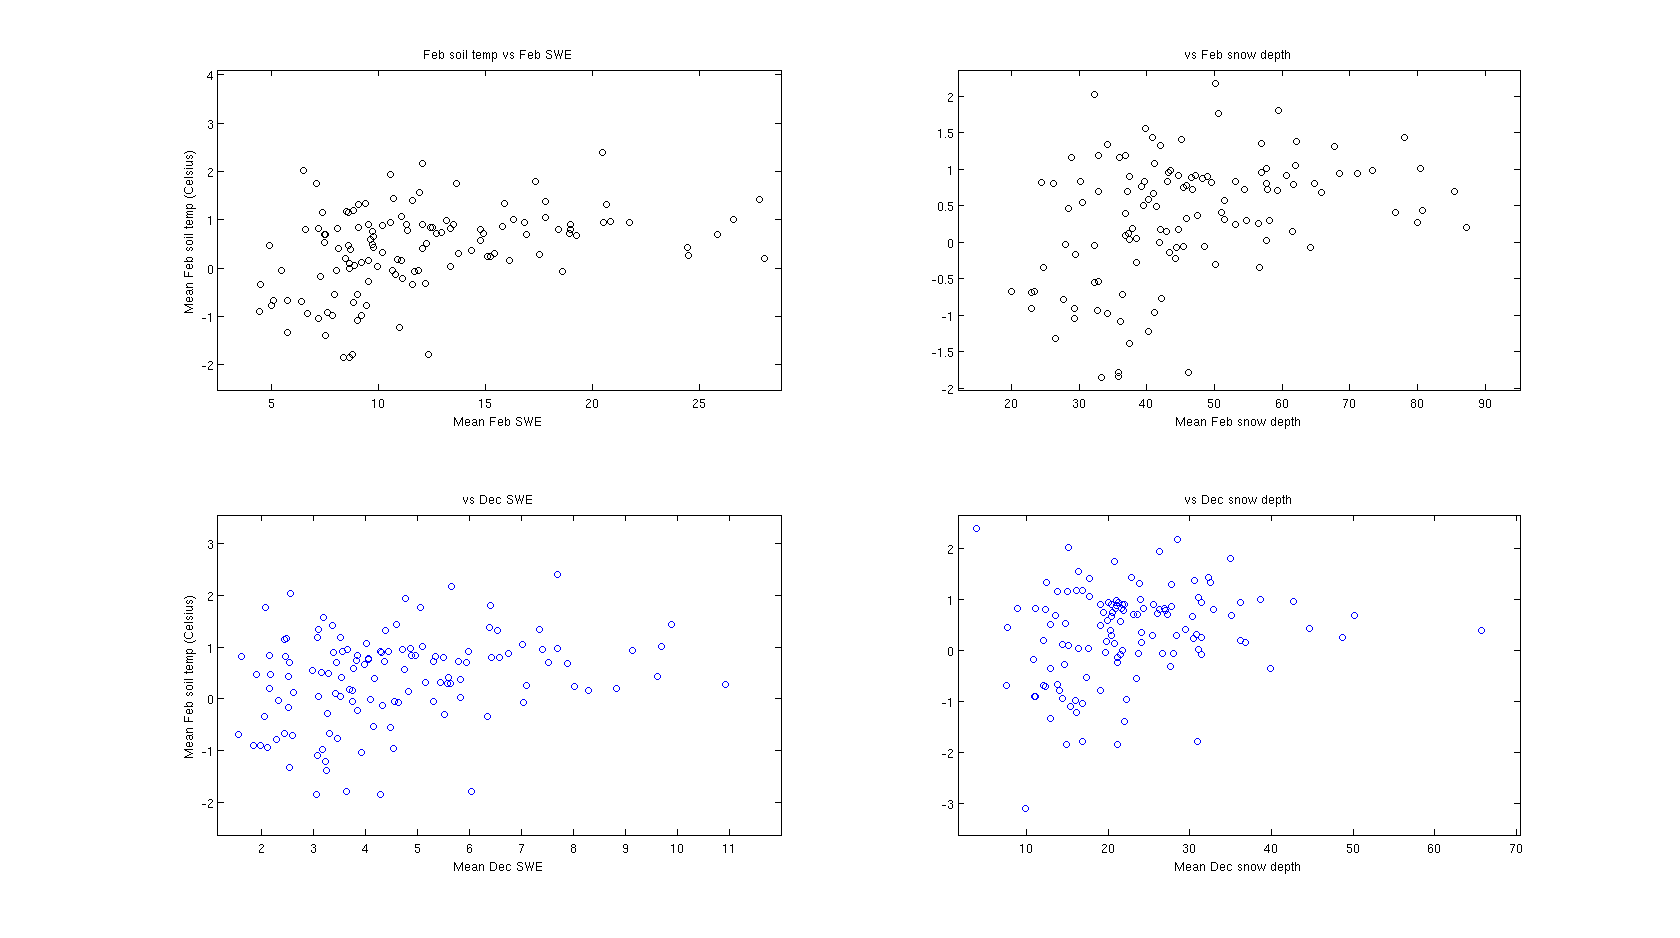 Feb soil temp vs Feb SWE
4
3
2
1
0
-1
-2
Mean Feb soil temp (Celsius)
5 10 15 20 25
Mean Feb SWE
vs Feb snow depth
2
1.5
1
0.5
0
-0.5
-1
-1.5
-2
20 30 40 50 60 70 80 90
Mean Feb snow depth
vs Dec SWE
3
2
1
0
-1
-2
Mean Feb soil temp (Celsius)
2 3 4 5 6 7 8 9 10 11
Mean Dec SWE
vs Dec snow depth
2
1
0
-1
-2
-3
10 20 30 40 50 60 70
Mean Dec snow depth